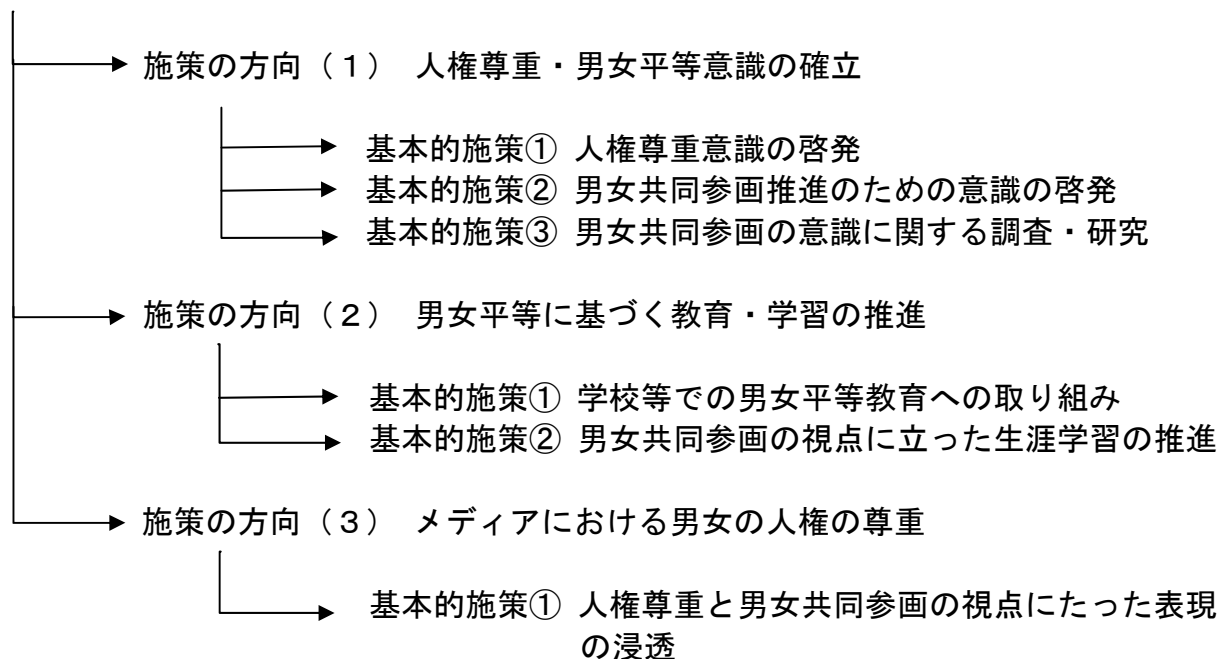 施策の方向（１） 人権尊重・男女平等意識の確立
基本的施策① 人権尊重意識の啓発
基本的施策② 男女共同参画推進のための意識の啓発
基本的施策③ 男女共同参画の意識に関する調査・研究
施策の方向（２） 男女平等に基づく教育・学習の推進
基本的施策① 学校等での男女平等教育への取り組み
基本的施策② 男女共同参画の視点に立った生涯学習の推進
施策の方向（３） メディアにおける男女の人権の尊重
基本的施策① 人権尊重と男女共同参画の視点にたった表現
の浸透